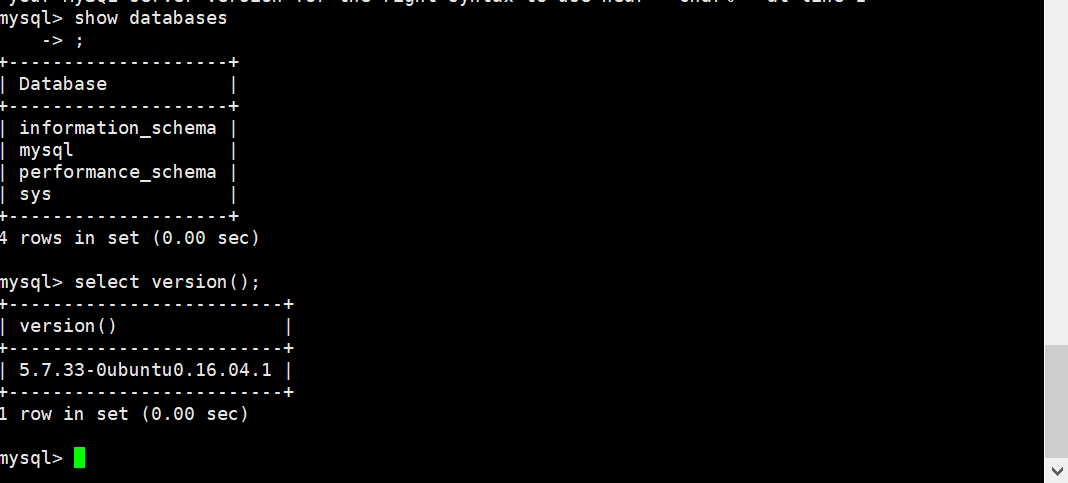 mysql> show databases
    -> ;
+--------------------+
| Database           |
+--------------------+
| information_schema |
| mysql              |
| performance_schema |
| sys                |
+--------------------+
4 rows in set (0.00 sec)

mysql> select version();
+-------------------------+
| version()               |
+-------------------------+
| 5.7.33-0ubuntu0.16.04.1 |
+-------------------------+
1 row in set (0.00 sec)

mysql>